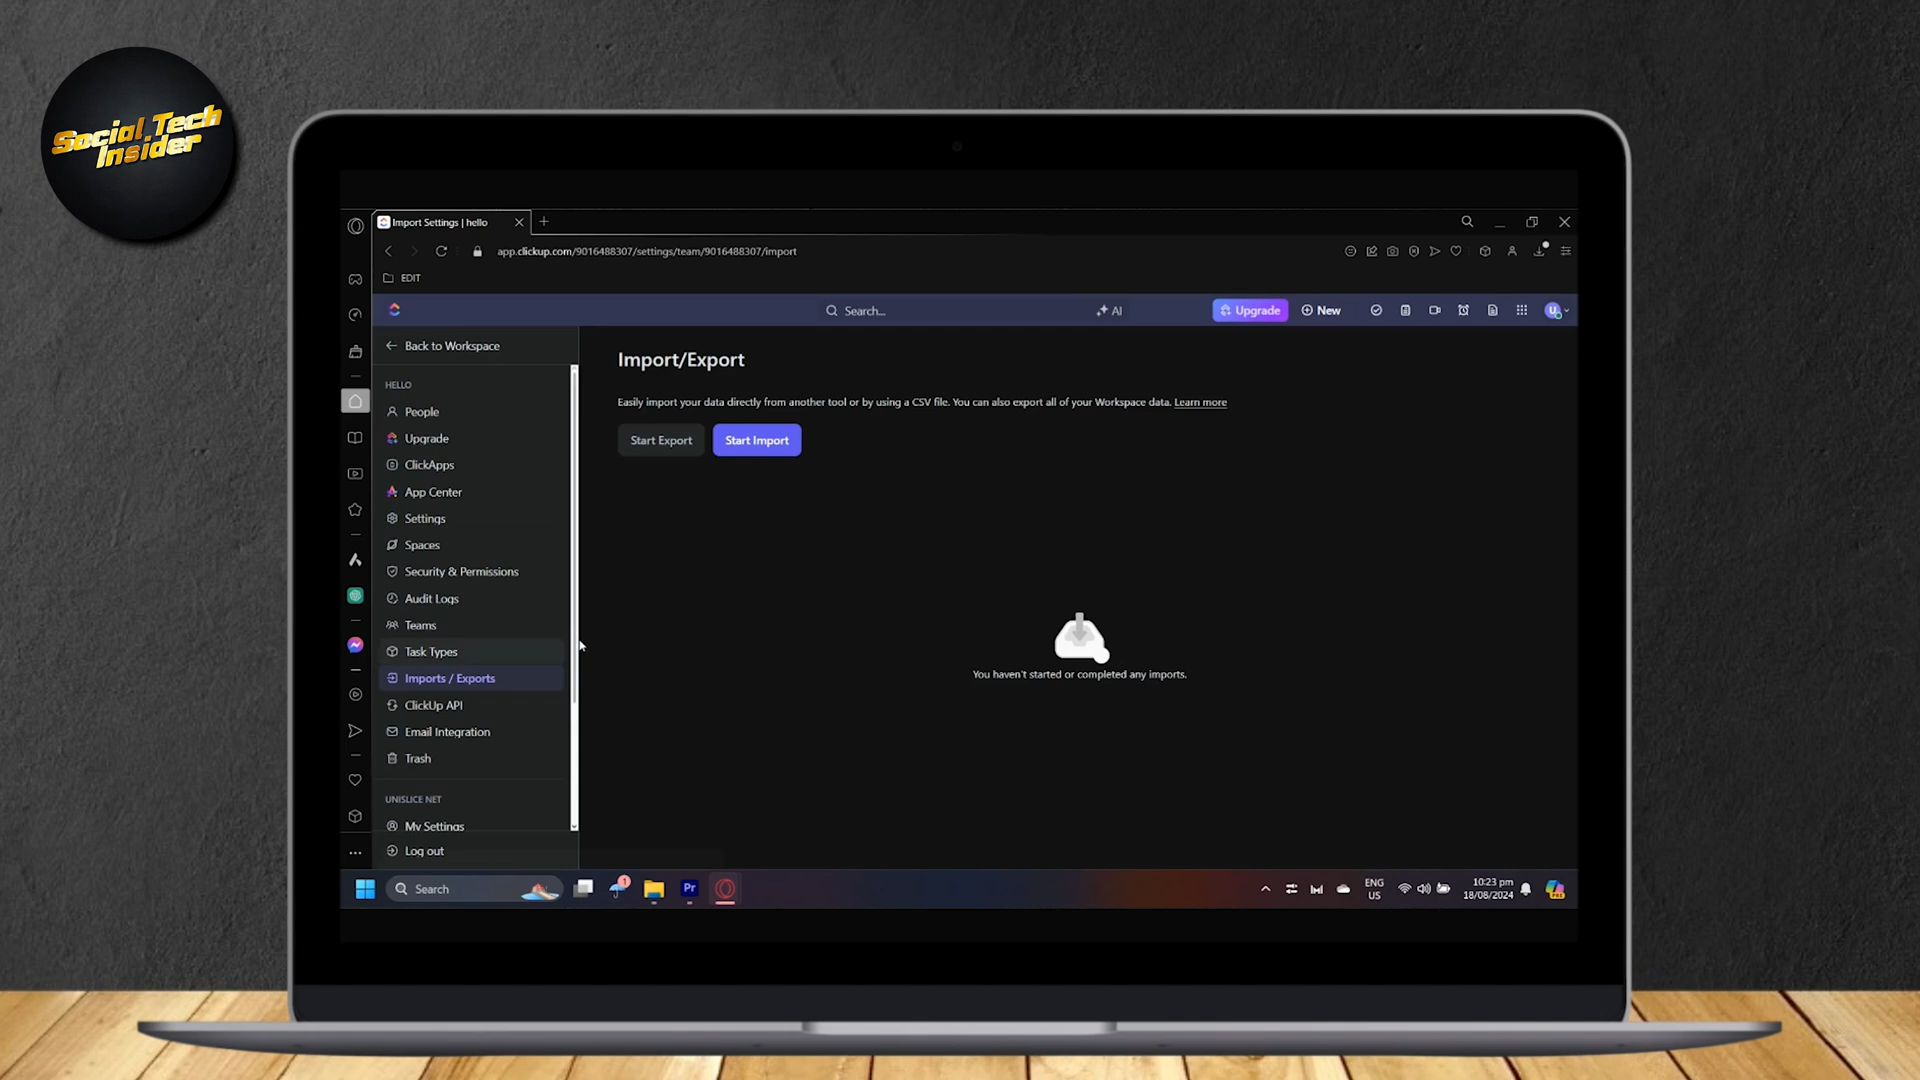 Social Tech
Insider
Import Settings | hello
app.clickup.com/9016488307/settings/team/9016488307/import
EDIT
Search...
AI
Upgrade
New
U
Back to Workspace
HELLO
People
Upgrade
ClickApps
App Center
Settings
Spaces
Security & Permissions
Audit Logs
Teams
Task Types
Imports / Exports
ClickUp API
Email Integration
Trash
UNISLICE NET
My Settings
Log out
Import/Export
Easily import your data directly from another tool or by using a CSV file. You can also export all of your Workspace data. Learn more
Start Export
Start Import
You haven't started or completed any imports.
Search
1
Pr
ENG
US
10:23 pm
18/08/2024